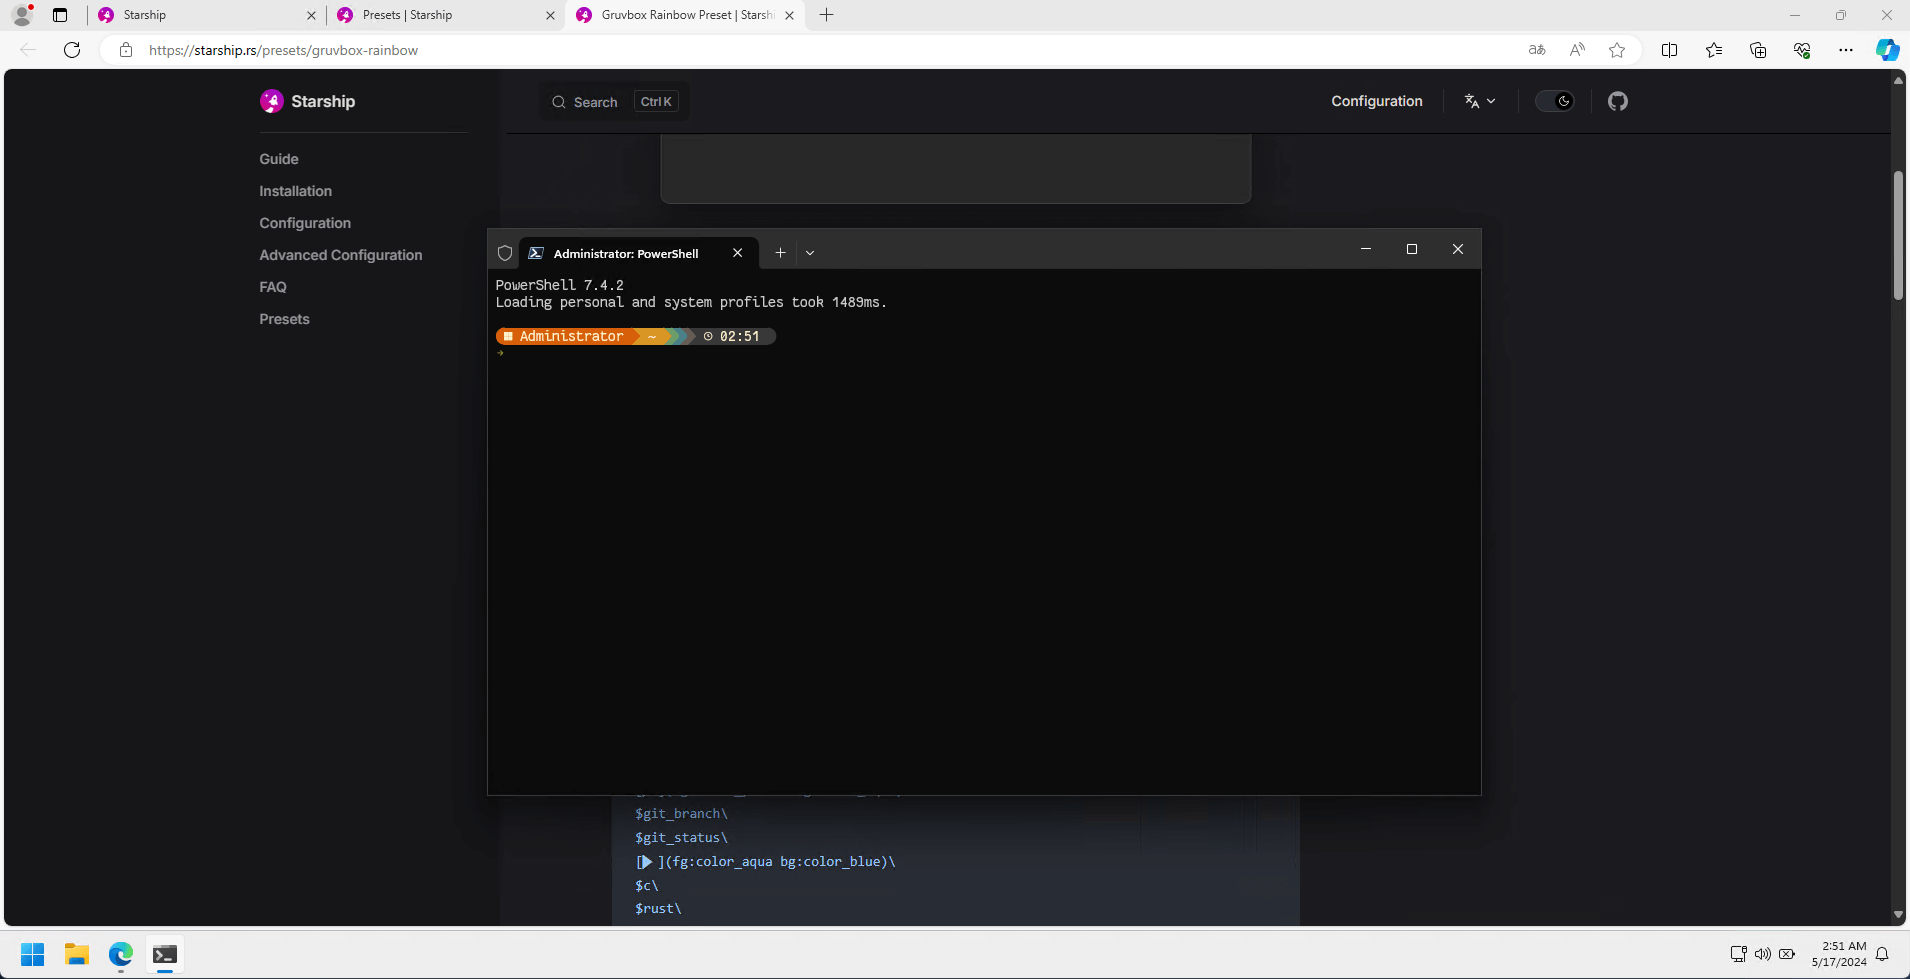 Starship
Presets | Starship
Gruvbox Rainbow Preset | Starsh
https://starship.rs/presets/gruvbox-rainbow
Starship
Search
Ctrl K
Configuration
Guide
Installation
Configuration
Advanced Configuration
FAQ
Presets
Administrator: PowerShell
PowerShell 7.4.2
Loading personal and system profiles took 1489ms.
Administrator ~ 02:51
$git_branch\
$git_status\
[](fg:color_aqua bg:color_blue)\
$c\
$rust\
2:51 AM
5/17/2024